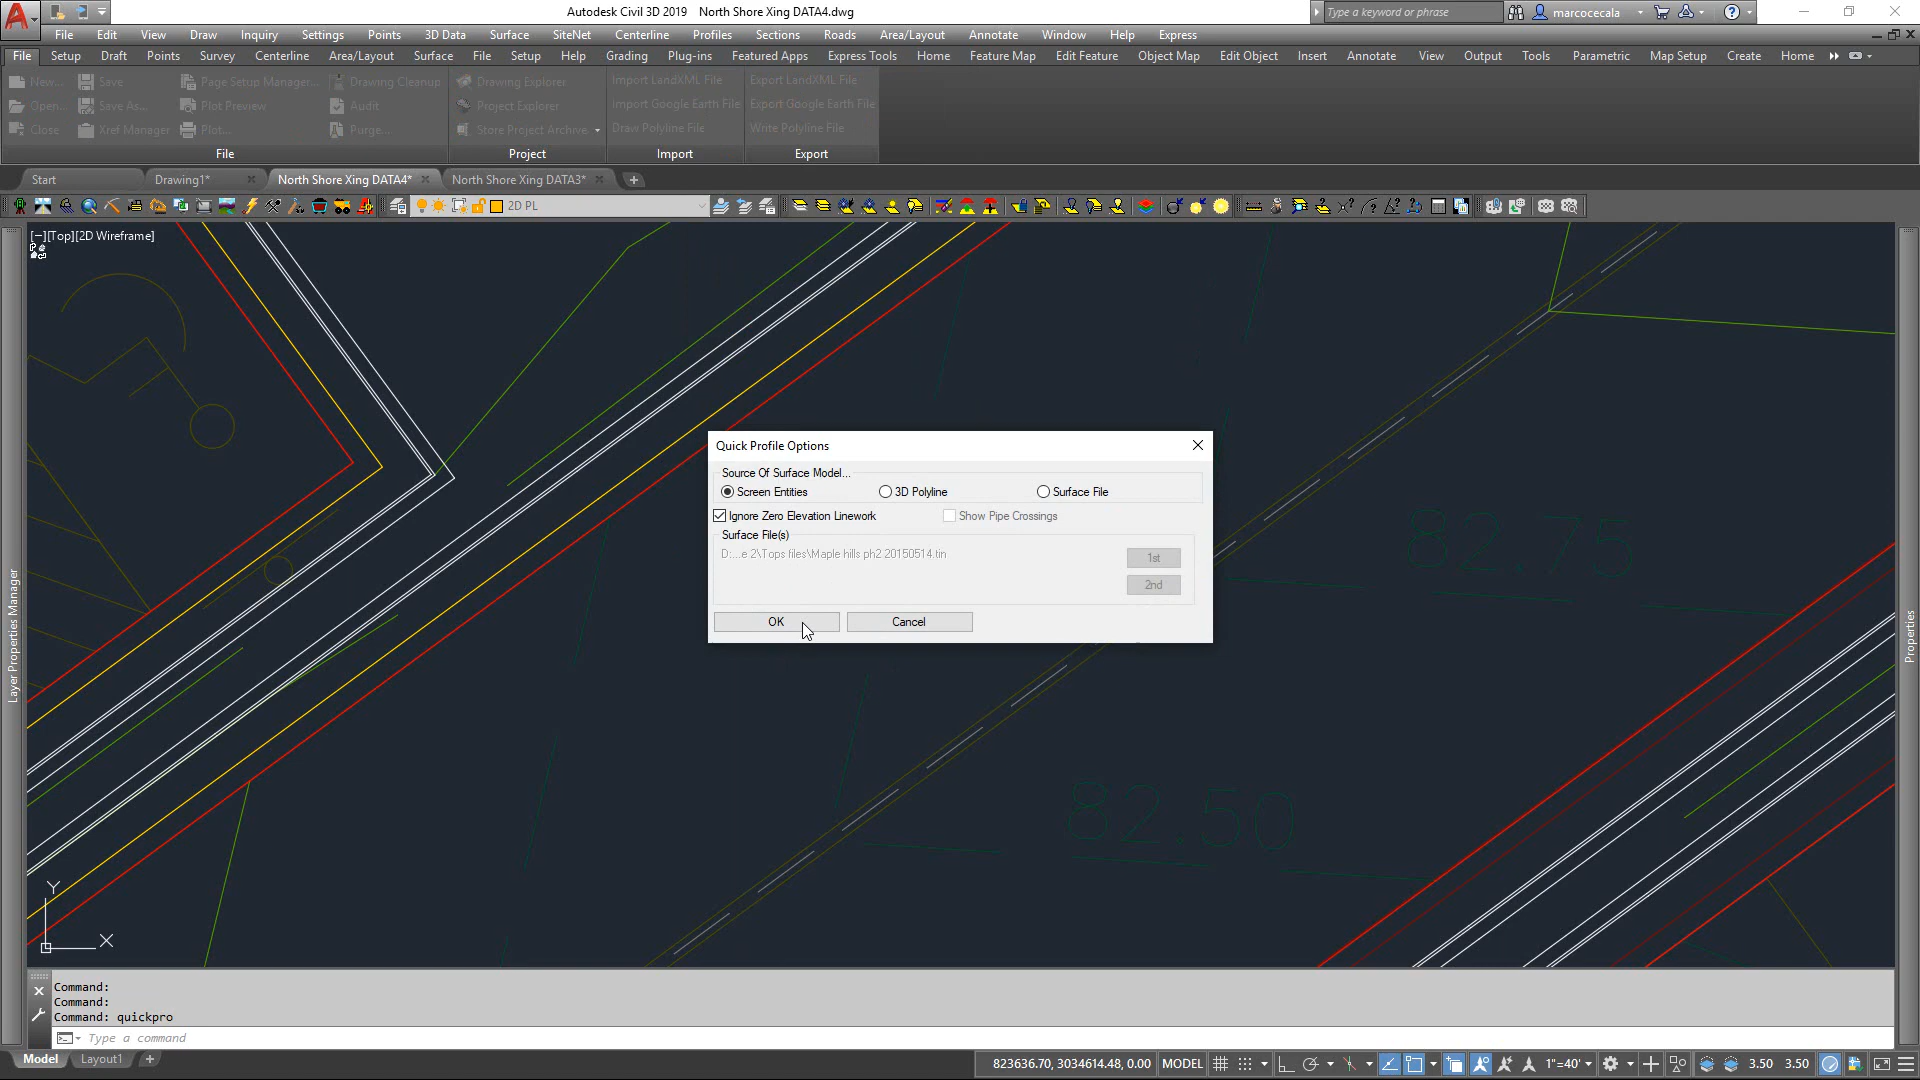 Autodesk Civil 3D 2019 North Shore Xing DATA4.dwg
Type a keyword or phrase
marcocecala
File Edit View Draw Inquiry Settings Points 3D Data Surface SiteNet Centerline Profiles Sections Roads Area/Layout Annotate Window Help Express
File Setup Draft Points Survey Centerline Area/Layout Surface File Setup Help Grading Plug-ins Featured Apps Express Tools Home Feature Map Edit Feature Object Map Edit Object Insert Annotate View Output Tools Parametric Map Setup Create Home
New... Save Page Setup Manager... Drawing Cleanup Drawing Explorer Import LandXML File Export LandXML File
Open... Save As... Plot Preview Audit Project Explorer Import Google Earth File Export Google Earth File
Close Xref Manager Plot... Purge... Store Project Archive Draw Polyline File Write Polyline File
File Project Import Export
Start Drawing1* North Shore Xing DATA4* North Shore Xing DATA3*
2D PL
[−][Top][2D Wireframe]
Quick Profile Options
Source Of Surface Model...
Screen Entities 3D Polyline Surface File
Ignore Zero Elevation Linework Show Pipe Crossings
Surface File(s)
D:...e 2\Tops files\Maple hills ph2 20150514.tin
1st
2nd
OK Cancel
82.75
82.50
Layer Properties Manager
Properties
Y
X
Command:
Command:
Command: quickpro
Type a command
Model Layout1
823636.70, 3034614.48, 0.00 MODEL 1"=40' 3.50 3.50